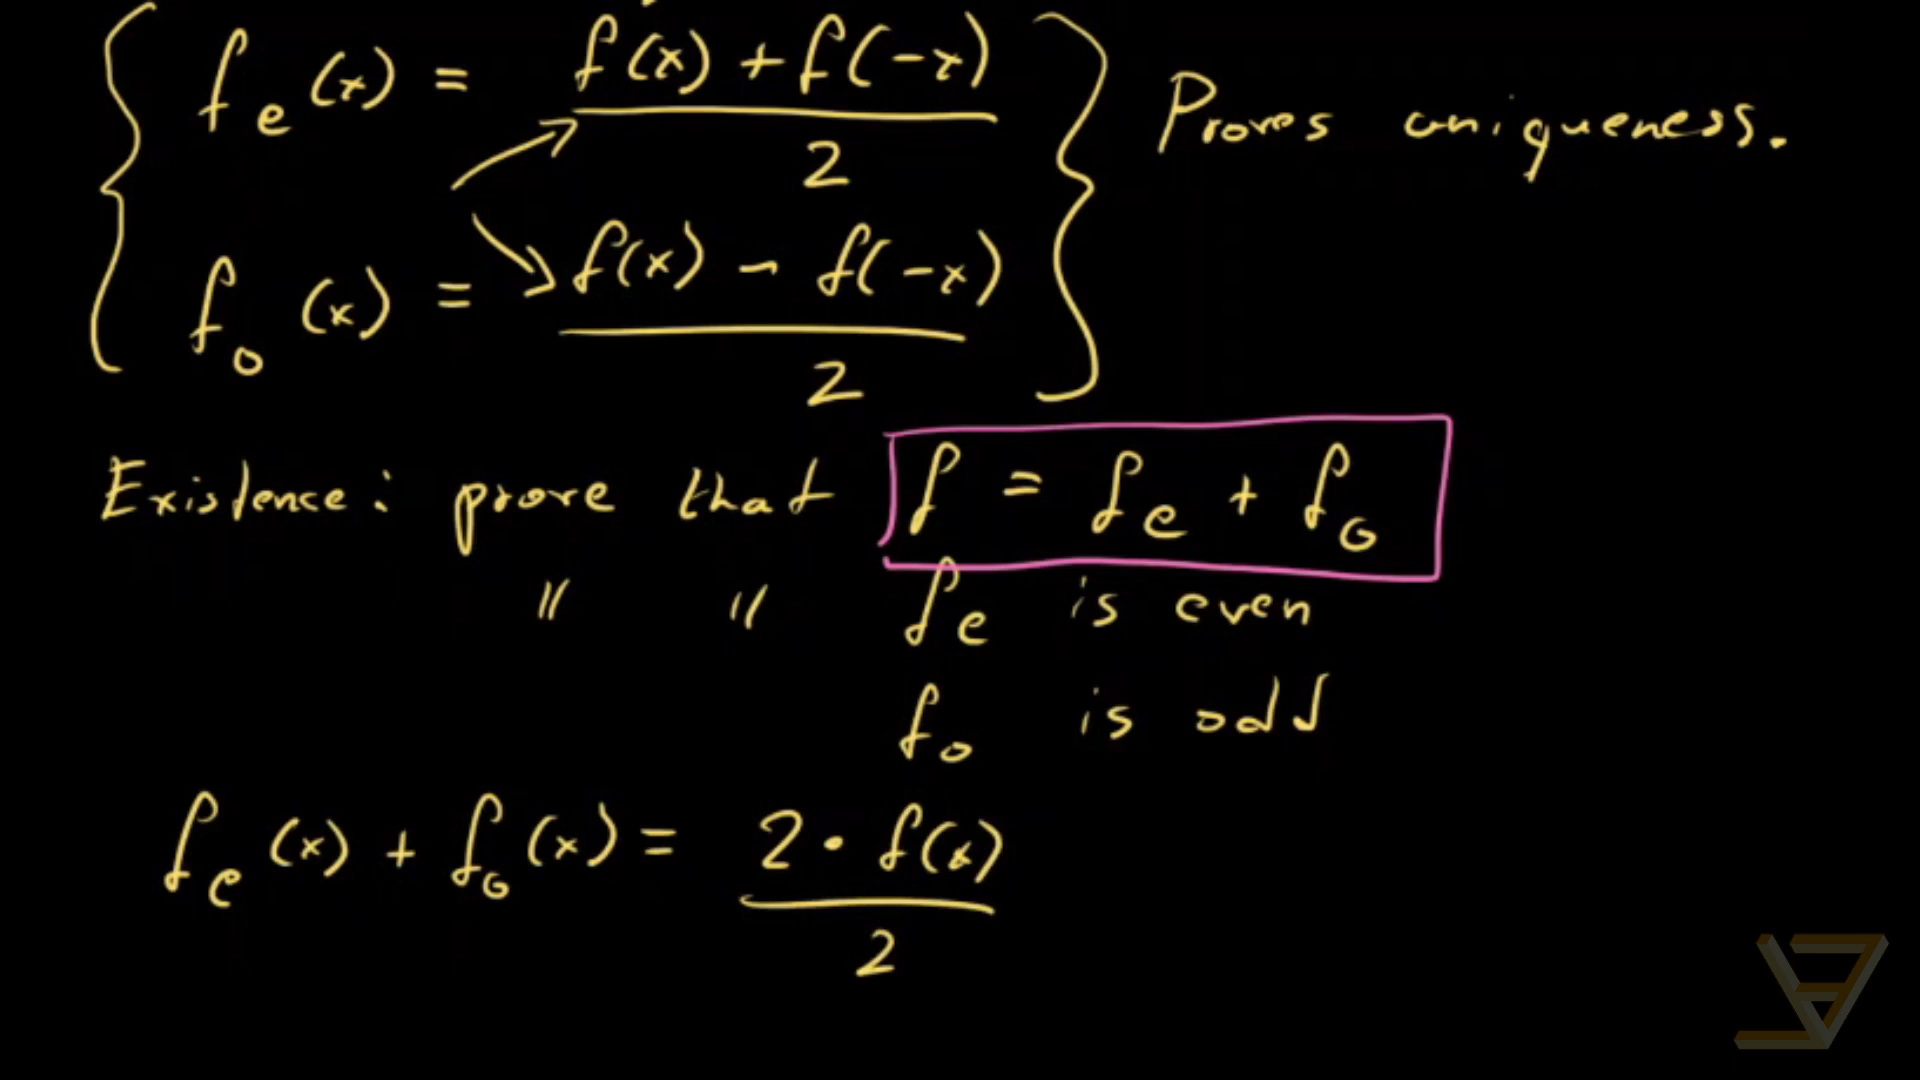 f_e (x) = (f(x) + f(-x)) / 2
Proves uniqueness.
f_o (x) = (f(x) - f(-x)) / 2
Existence: prove that f = f_e + f_o
" " f_e is even
f_o is odd
f_e (x) + f_o (x) = (2 · f(x)) / 2